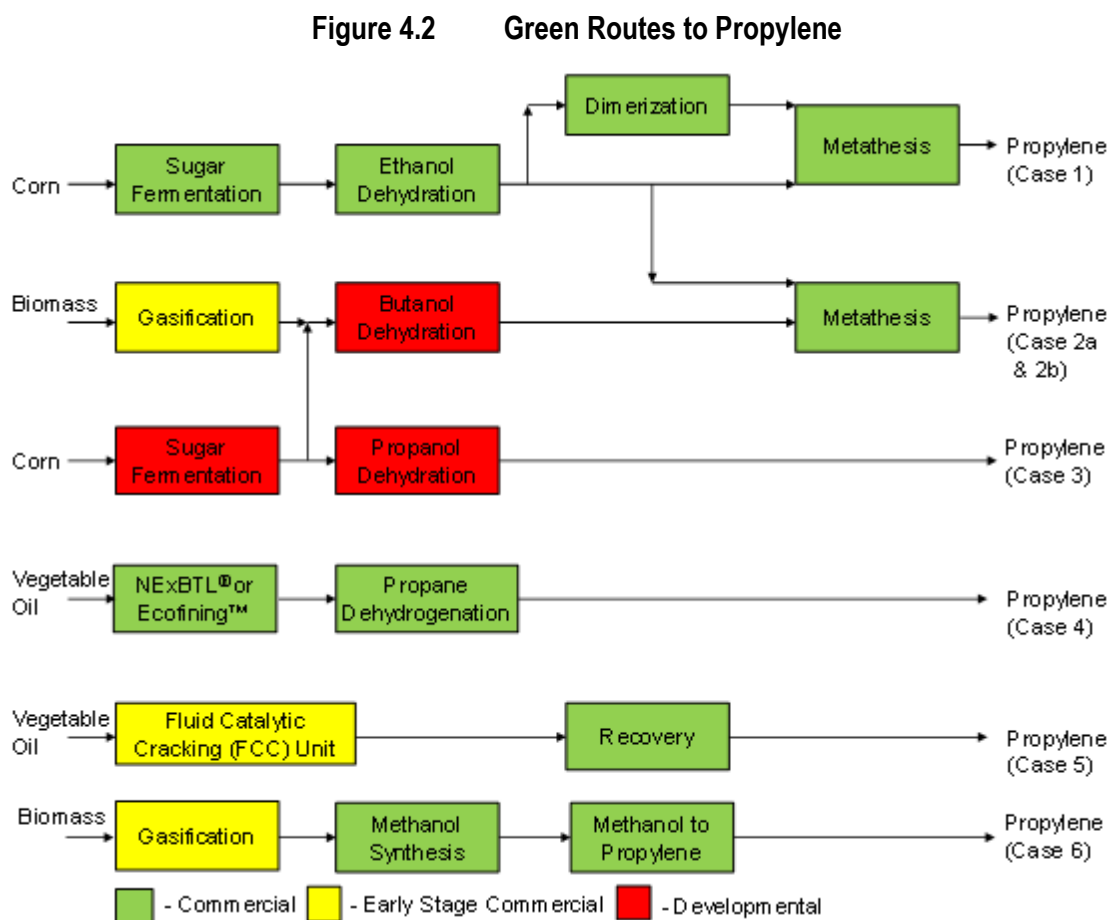 Figure 4.2 Green Routes to Propylene
Dimerization
Corn
Sugar
Fermentation
Ethanol
Dehydration
Metathesis
Propylene
(Case 1)
Biomass
Gasification
Butanol
Dehydration
Metathesis
Propylene
(Case 2a
& 2b)
Corn
Sugar
Fermentation
Propanol
Dehydration
Propylene
(Case 3)
Vegetable
Oil
NExBTL® or
Ecofining™
Propane
Dehydrogenation
Propylene
(Case 4)
Vegetable
Oil
Fluid Catalytic
Cracking (FCC) Unit
Recovery
Propylene
(Case 5)
Biomass
Gasification
Methanol
Synthesis
Methanol to
Propylene
Propylene
(Case 6)
- Commercial - Early Stage Commercial - Developmental